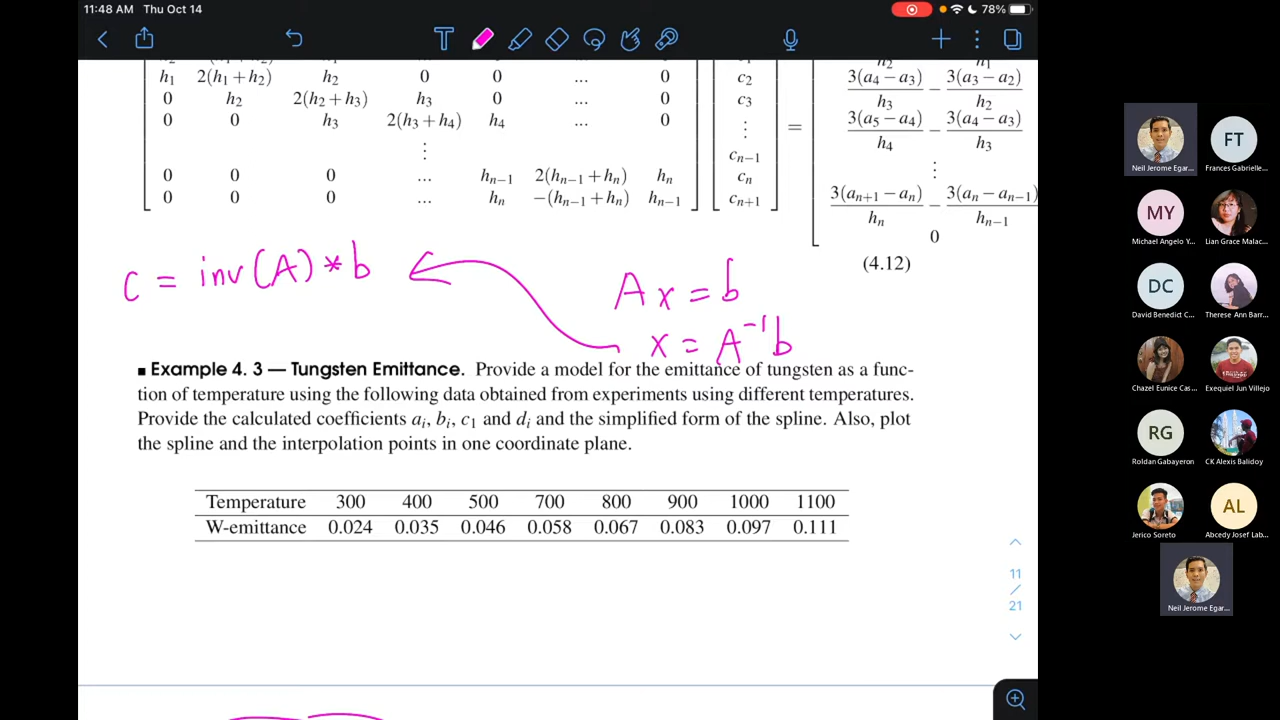 11:48 AM Thu Oct 14 78%
h1 2(h1+h2) h2 0 0 ... 0 c2 3(a4−a3)/h3 − 3(a3−a2)/h2
0 h2 2(h2+h3) h3 0 ... 0 c3
0 0 h3 2(h3+h4) h4 ... 0 ⋮ = 3(a5−a4)/h4 − 3(a4−a3)/h3
⋮ cn−1 ⋮
0 0 0 ... hn−1 2(hn−1+hn) hn cn 3(an+1−an)/hn − 3(an−an−1)/hn−1
0 0 0 ... hn −(hn−1+hn) hn−1 cn+1 0
(4.12)
c = inv(A)*b
Ax = b
x = A⁻¹b
■ Example 4. 3 — Tungsten Emittance. Provide a model for the emittance of tungsten as a func-
tion of temperature using the following data obtained from experiments using different temperatures.
Provide the calculated coefficients ai, bi, c1 and di and the simplified form of the spline. Also, plot
the spline and the interpolation points in one coordinate plane.
Temperature 300 400 500 700 800 900 1000 1100
W-emittance 0.024 0.035 0.046 0.058 0.067 0.083 0.097 0.111
11
/
21
Neil Jerome Egar...
FT
Frances Gabrielle...
MY
Michael Angelo Y...
Lian Grace Malac...
DC
David Benedict C...
Therese Ann Barr...
Chazel Eunice Cas...
Exequiel Jun Villejo
RG
Roldan Gabayeron
CK Alexis Balidoy
Jerico Soreto
AL
Abcedy Josef Lab...
Neil Jerome Egar...